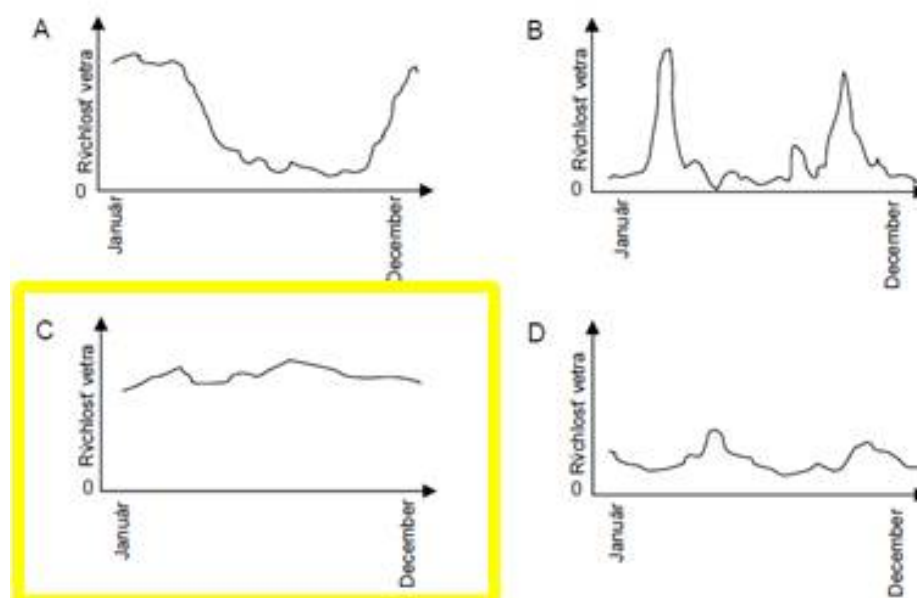 A
Rýchlosť vetra
0
Január
December
B
Rýchlosť vetra
0
Január
December
C
Rýchlosť vetra
0
Január
December
D
Rýchlosť vetra
0
Január
December